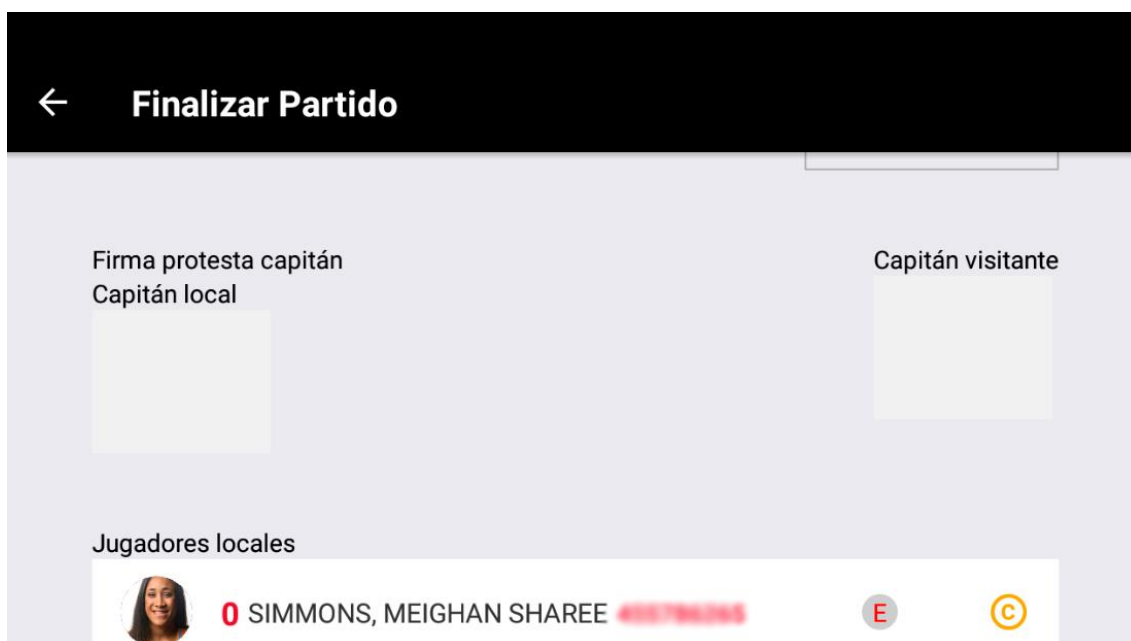 Finalizar Partido
Firma protesta capitán
Capitán visitante
Capitán local
Jugadores locales
0 SIMMONS, MEIGHAN SHAREE E C